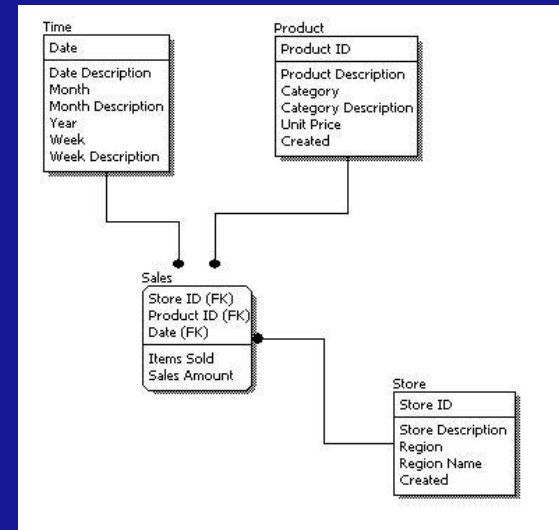 Time
Date
Date Description
Month
Month Description
Year
Week
Week Description
Product
Product ID
Product Description
Category
Category Description
Unit Price
Created
Sales
Store ID (FK)
Product ID (FK)
Date (FK)
Items Sold
Sales Amount
Store
Store ID
Store Description
Region
Region Name
Created